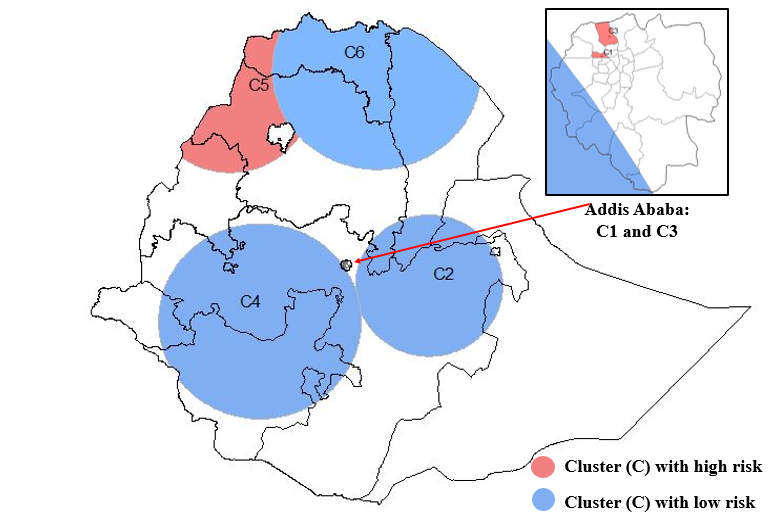 C6
C5
C3
C1
Addis Ababa:
C1 and C3
C2
C4
Cluster (C) with high risk
Cluster (C) with low risk